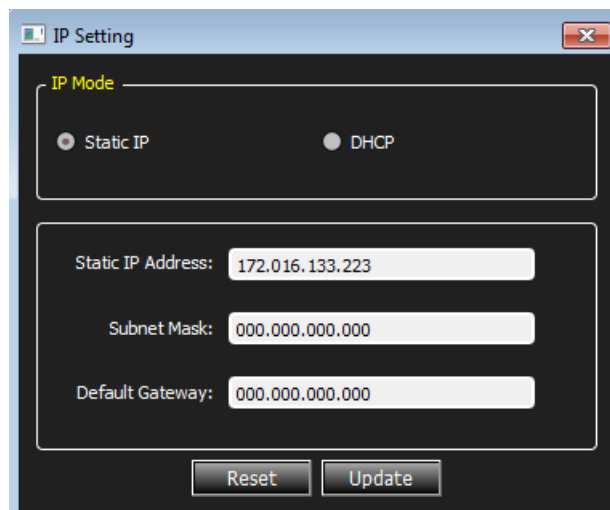 IP Setting
IP Mode
Static IP
DHCP
Static IP Address: 172.016.133.223
Subnet Mask: 000.000.000.000
Default Gateway: 000.000.000.000
Reset Update